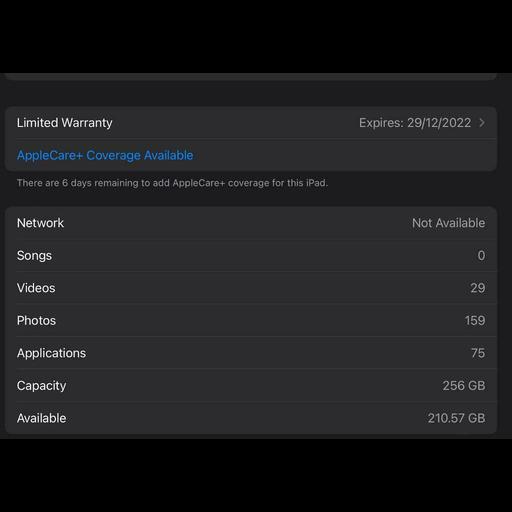 Limited Warranty Expires: 29/12/2022
AppleCare+ Coverage Available
There are 6 days remaining to add AppleCare+ coverage for this iPad.
Network Not Available
Songs 0
Videos 29
Photos 159
Applications 75
Capacity 256 GB
Available 210.57 GB